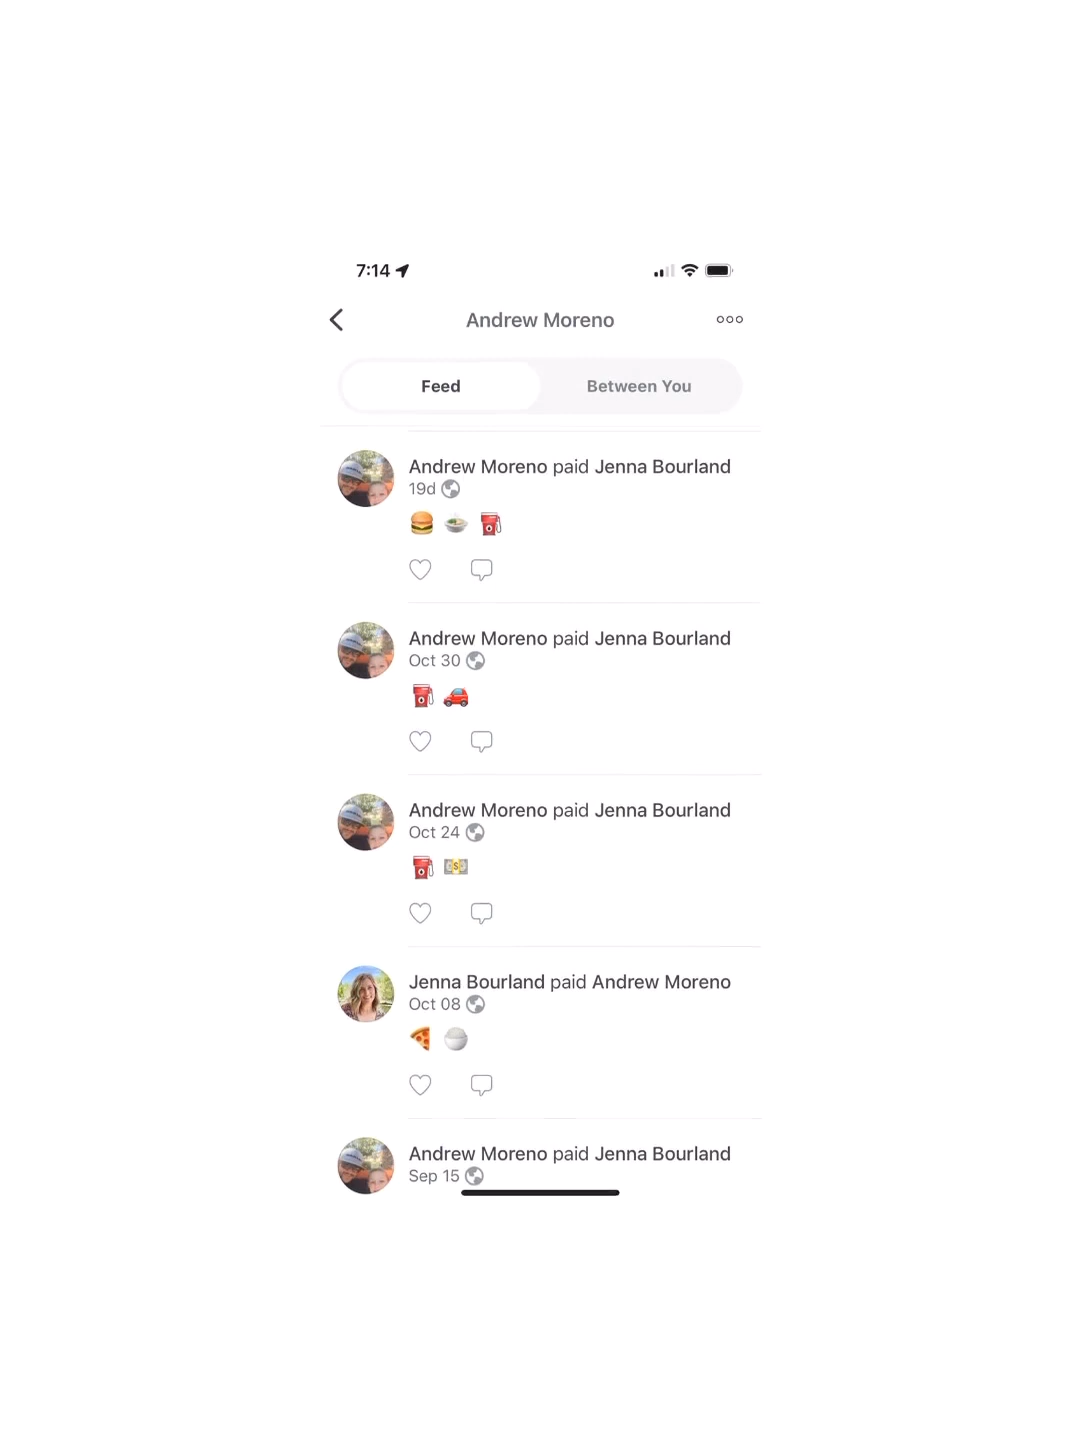 7:14
Andrew Moreno
Feed
Between You
Andrew Moreno paid Jenna Bourland
19d
Andrew Moreno paid Jenna Bourland
Oct 30
Andrew Moreno paid Jenna Bourland
Oct 24
Jenna Bourland paid Andrew Moreno
Oct 08
Andrew Moreno paid Jenna Bourland
Sep 15